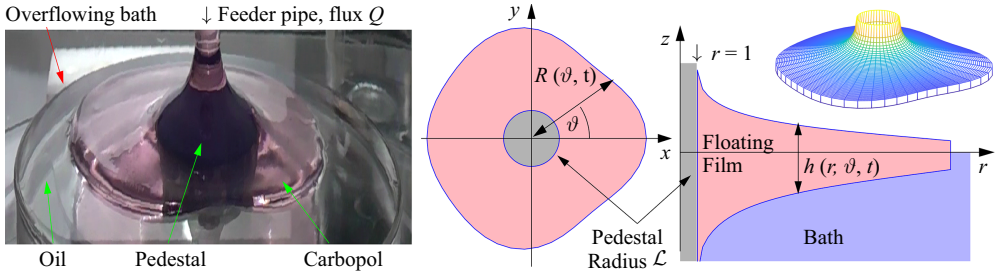 Overflowing bath
↓ Feeder pipe, flux Q
Oil
Pedestal
Carbopol
y
R (ϑ, t)
ϑ
x
Pedestal
Radius ℒ
z
↓ r = 1
Floating
Film
h (r, ϑ, t)
r
Bath